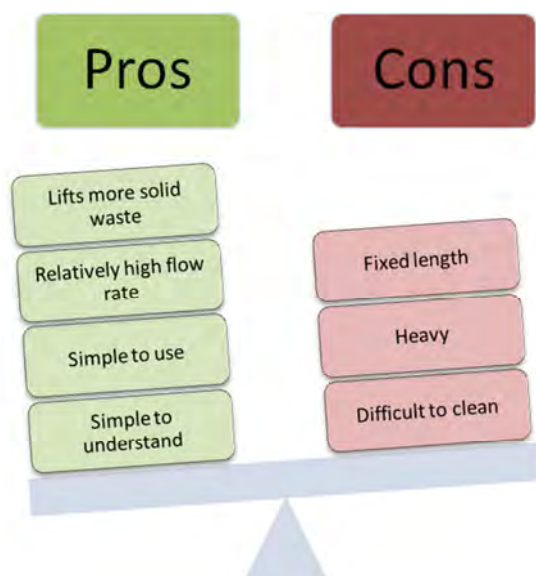 Pros
Lifts more solid
waste
Relatively high flow
rate
Simple to use
Simple to
understand
Cons
Fixed length
Heavy
Difficult to clean